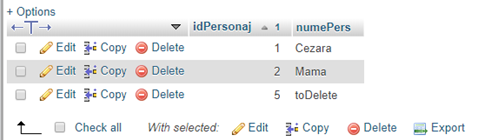 + Options
idPersonaj 1 numePers
Edit Copy Delete 1 Cezara
Edit Copy Delete 2 Mama
Edit Copy Delete 5 toDelete
Check all With selected: Edit Copy Delete Export